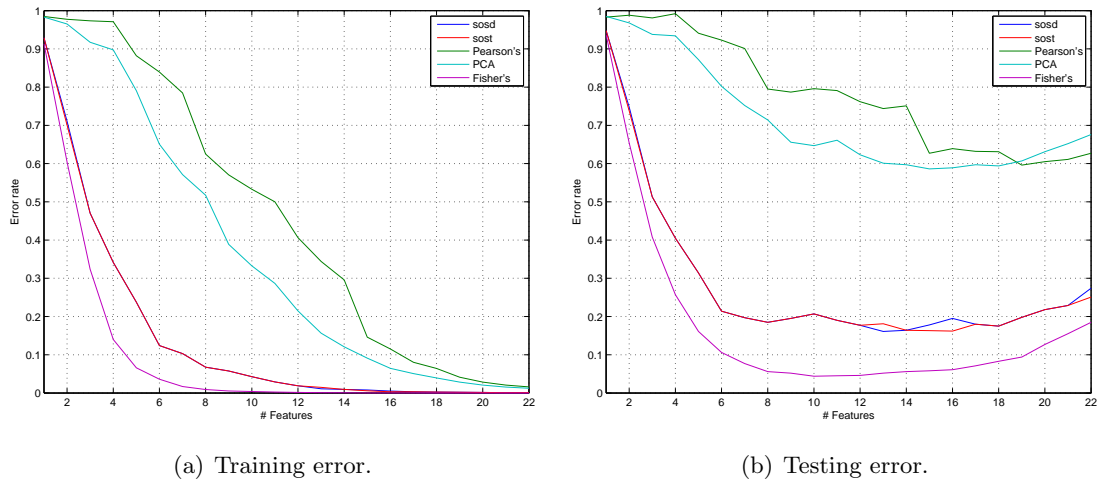 1
0.9
0.8
0.7
0.6
0.5
0.4
0.3
0.2
0.1
0
Error rate
2 4 6 8 10 12 14 16 18 20 22
# Features
sosd
sost
Pearson's
PCA
Fisher's
(a) Training error.
1
0.9
0.8
0.7
0.6
0.5
0.4
0.3
0.2
0.1
0
Error rate
2 4 6 8 10 12 14 16 18 20 22
# Features
sosd
sost
Pearson's
PCA
Fisher's
(b) Testing error.